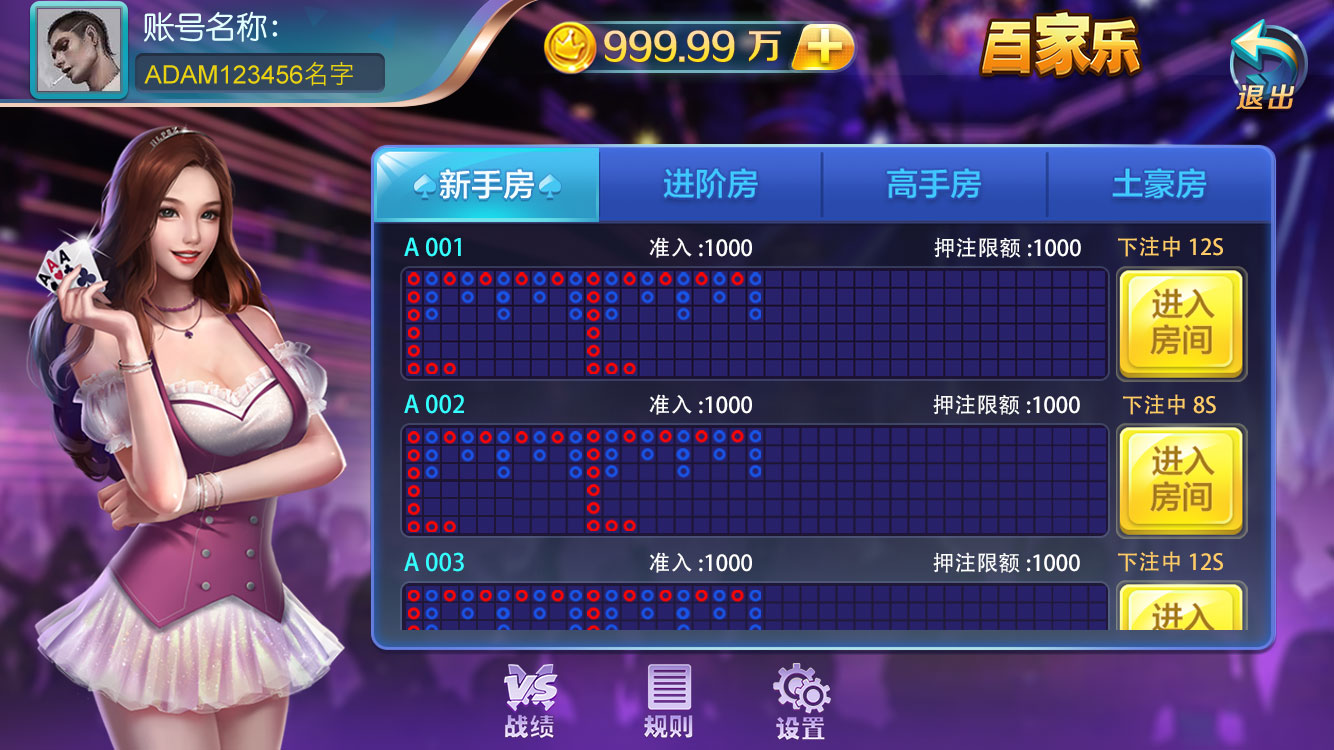 账号名称:
ADAM123456名字
999.99 万
百家乐
退出
新手房
进阶房
高手房
土豪房
A 001
准入 :1000
押注限额 :1000
下注中 12S
进入
房间
A 002
准入 :1000
押注限额 :1000
下注中 8S
进入
房间
A 003
准入 :1000
押注限额 :1000
下注中 12S
进入
A
A
A
VS
战绩
规则
设置